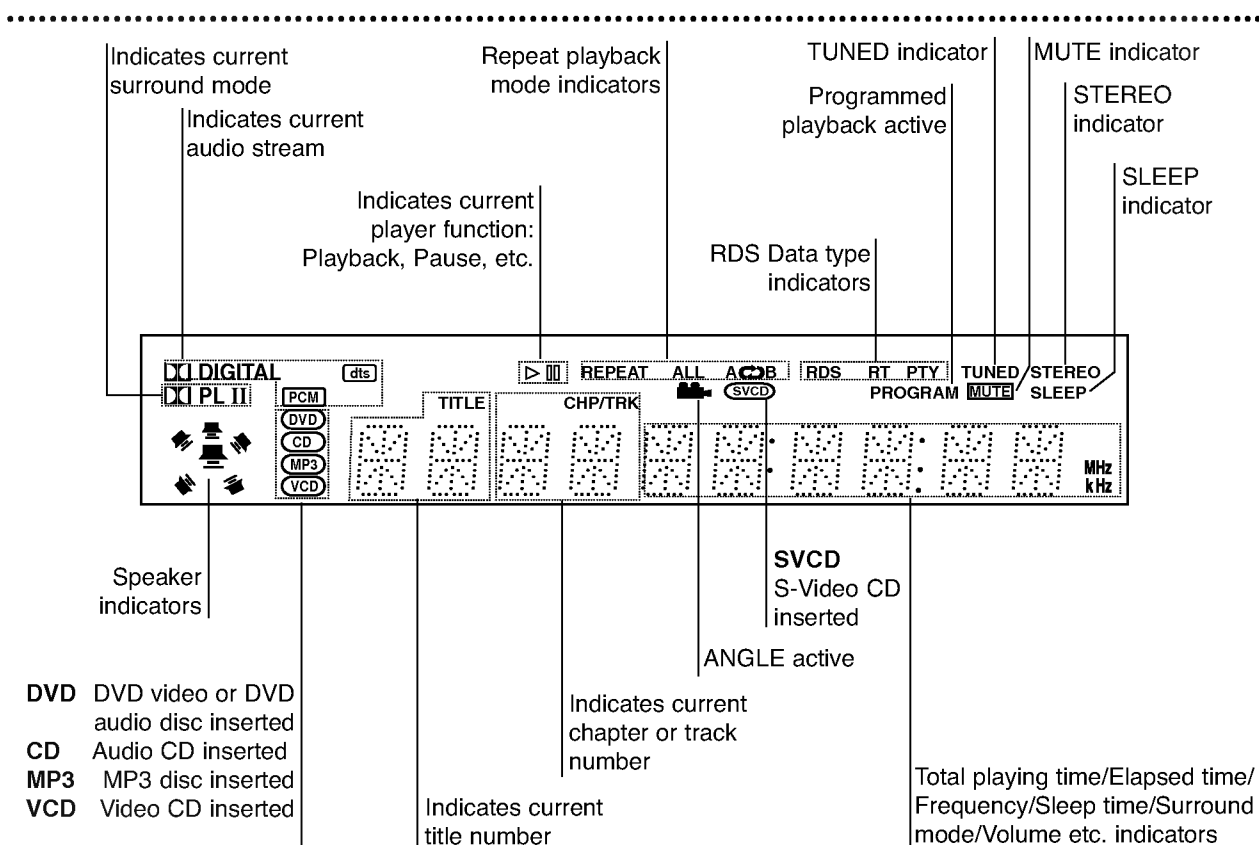 Indicates current
surround mode
Indicates current
audio stream
Indicates current
player function:
Playback, Pause, etc.
Repeat playback
mode indicators
TUNED indicator
Programmed
playback active
MUTE indicator
STEREO
indicator
SLEEP
indicator
RDS Data type
indicators
DIGITAL dts REPEAT ALL A B RDS RT PTY TUNED STEREO
PL II PCM TITLE CHP/TRK SVCD PROGRAM MUTE SLEEP
DVD
CD
MP3
VCD
MHz
kHz
Speaker
indicators
SVCD
S-Video CD
inserted
ANGLE active
DVD DVD video or DVD
audio disc inserted
CD Audio CD inserted
MP3 MP3 disc inserted
VCD Video CD inserted
Indicates current
title number
Indicates current
chapter or track
number
Total playing time/Elapsed time/
Frequency/Sleep time/Surround
mode/Volume etc. indicators